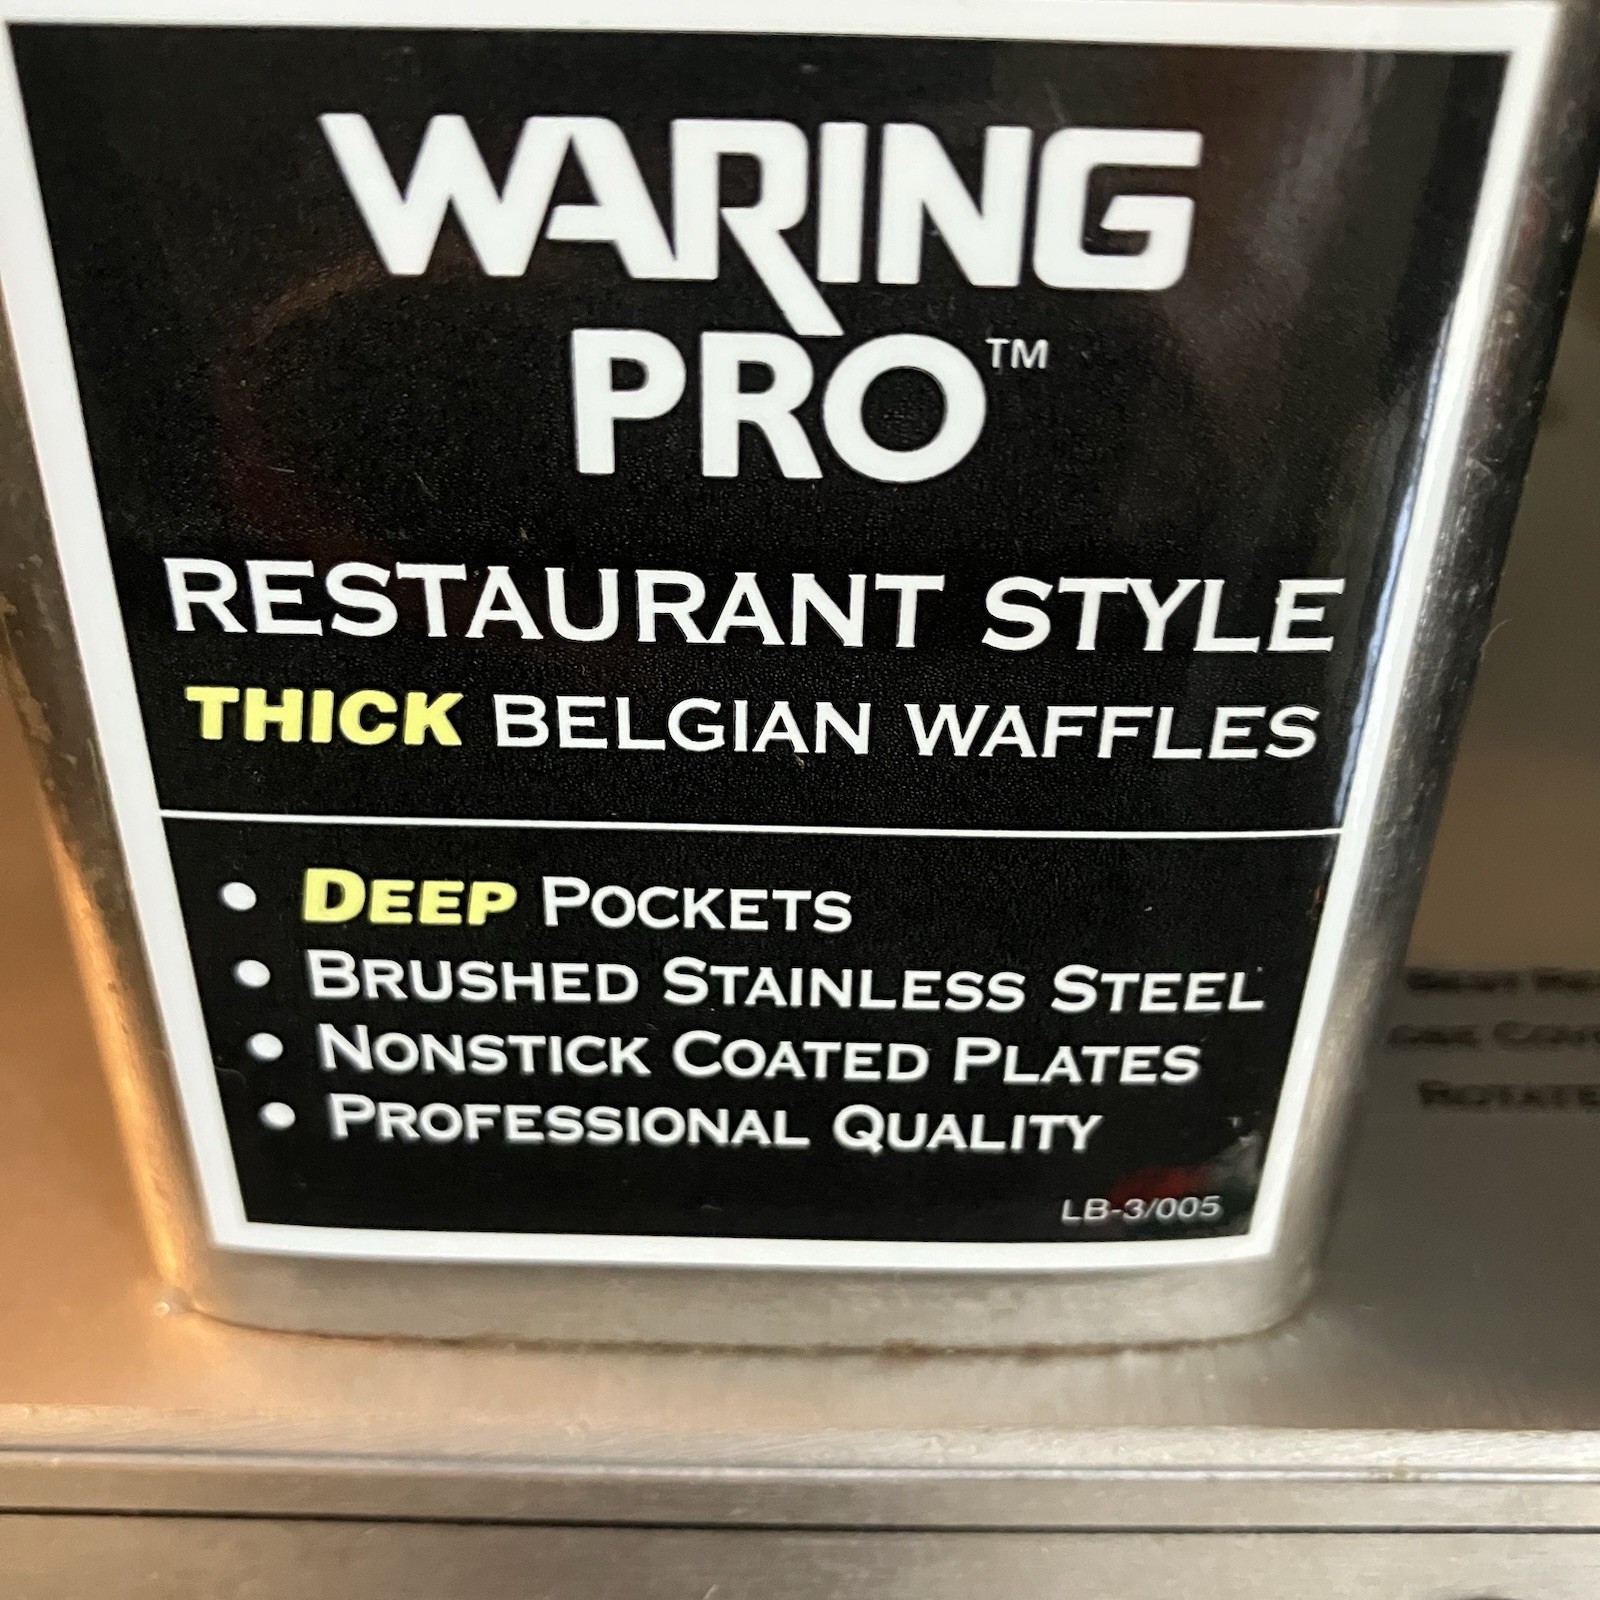 WARING
PRO™
RESTAURANT STYLE
THICK BELGIAN WAFFLES
• DEEP POCKETS
• BRUSHED STAINLESS STEEL
• NONSTICK COATED PLATES
• PROFESSIONAL QUALITY
LB-3/005